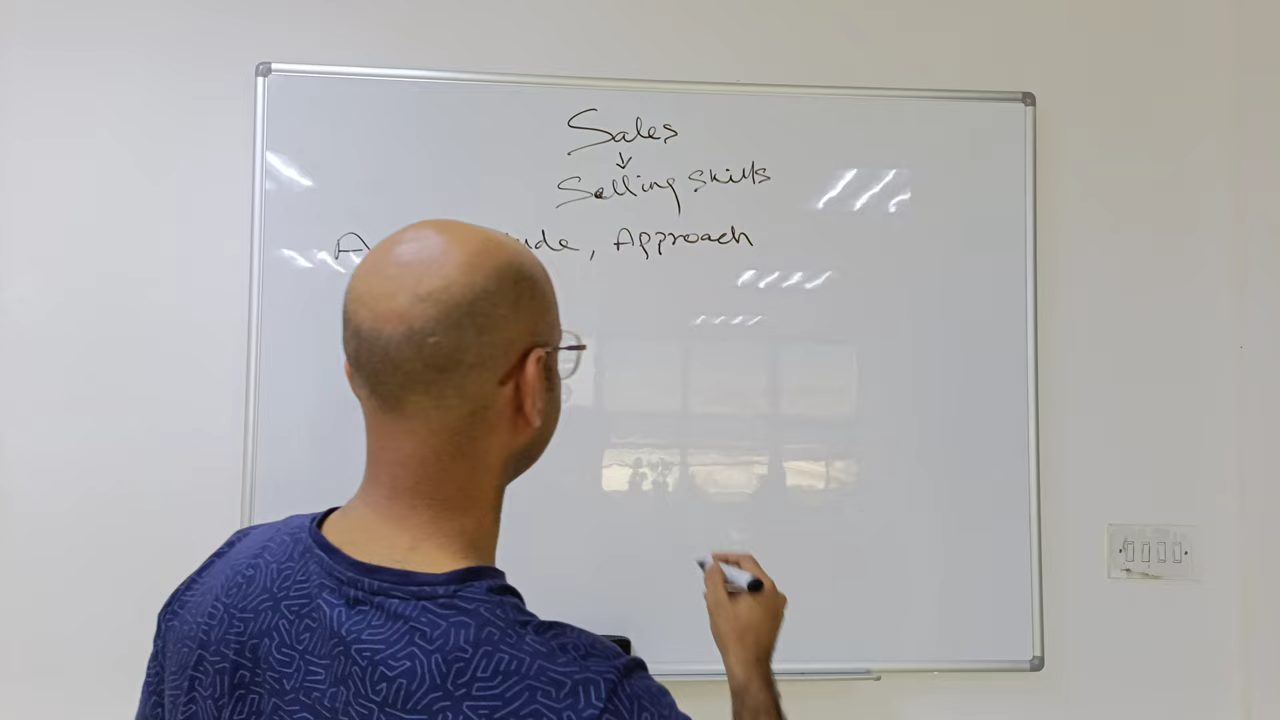 Sales
↓
Selling skills
A ude, Approach